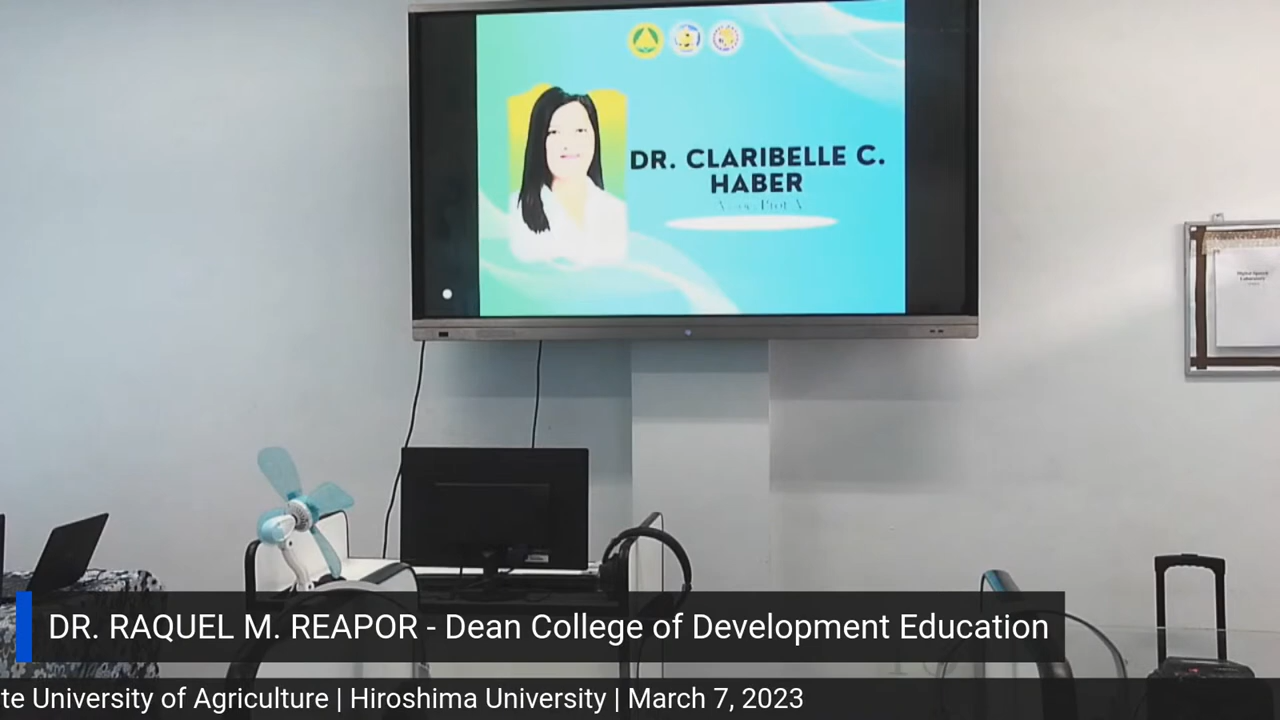 DR. CLARIBELLE C.
HABER
DR. RAQUEL M. REAPOR - Dean College of Development Education
te University of Agriculture | Hiroshima University | March 7, 2023